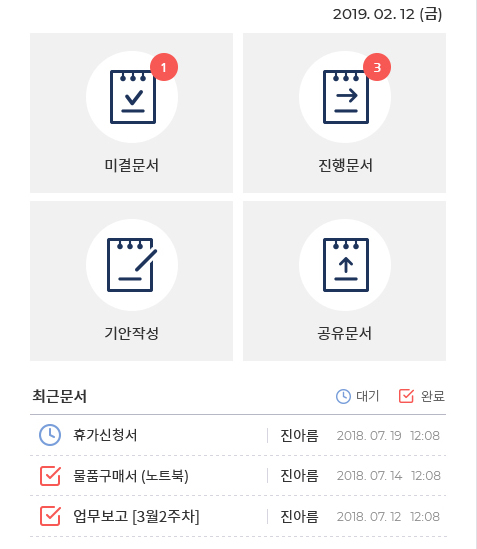 2019. 02. 12 (금)
1
3
미결문서
진행문서
기안작성
공유문서
최근문서 대기 완료
휴가신청서 진아름 2018. 07. 19 12:08
물품구매서 (노트북) 진아름 2018. 07. 14 12:08
업무보고 [3월2주차] 진아름 2018. 07. 12 12:08